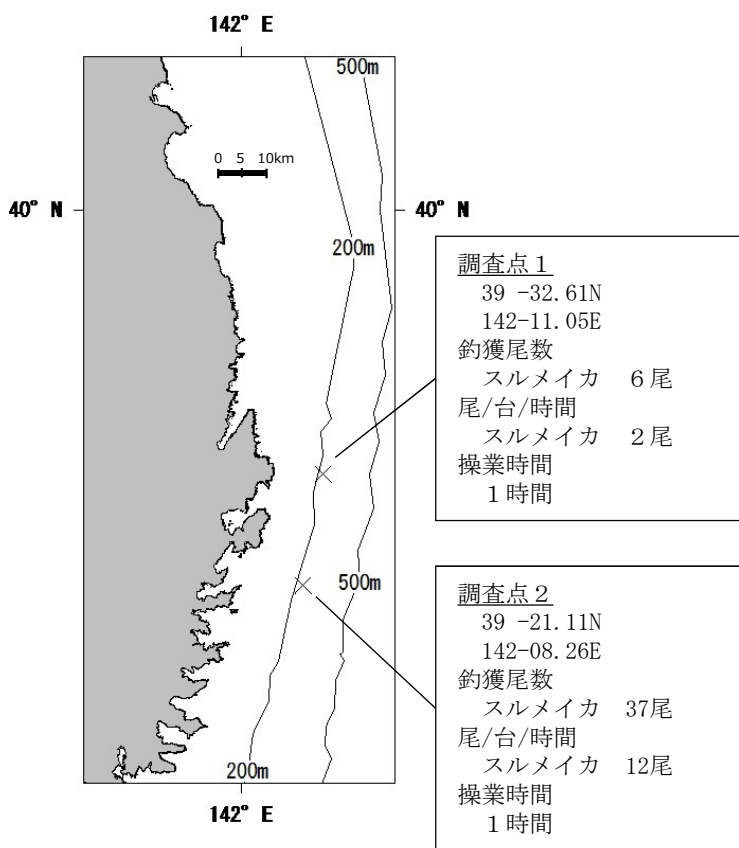 142° E
500m
0 5 10km
40° N
40° N
200m
調査点１
39 -32.61N
142-11.05E
釣獲尾数
スルメイカ　６尾
尾/台/時間
スルメイカ　２尾
操業時間
１時間
500m
調査点２
39 -21.11N
142-08.26E
釣獲尾数
スルメイカ　37尾
尾/台/時間
スルメイカ　12尾
操業時間
１時間
200m
142° E